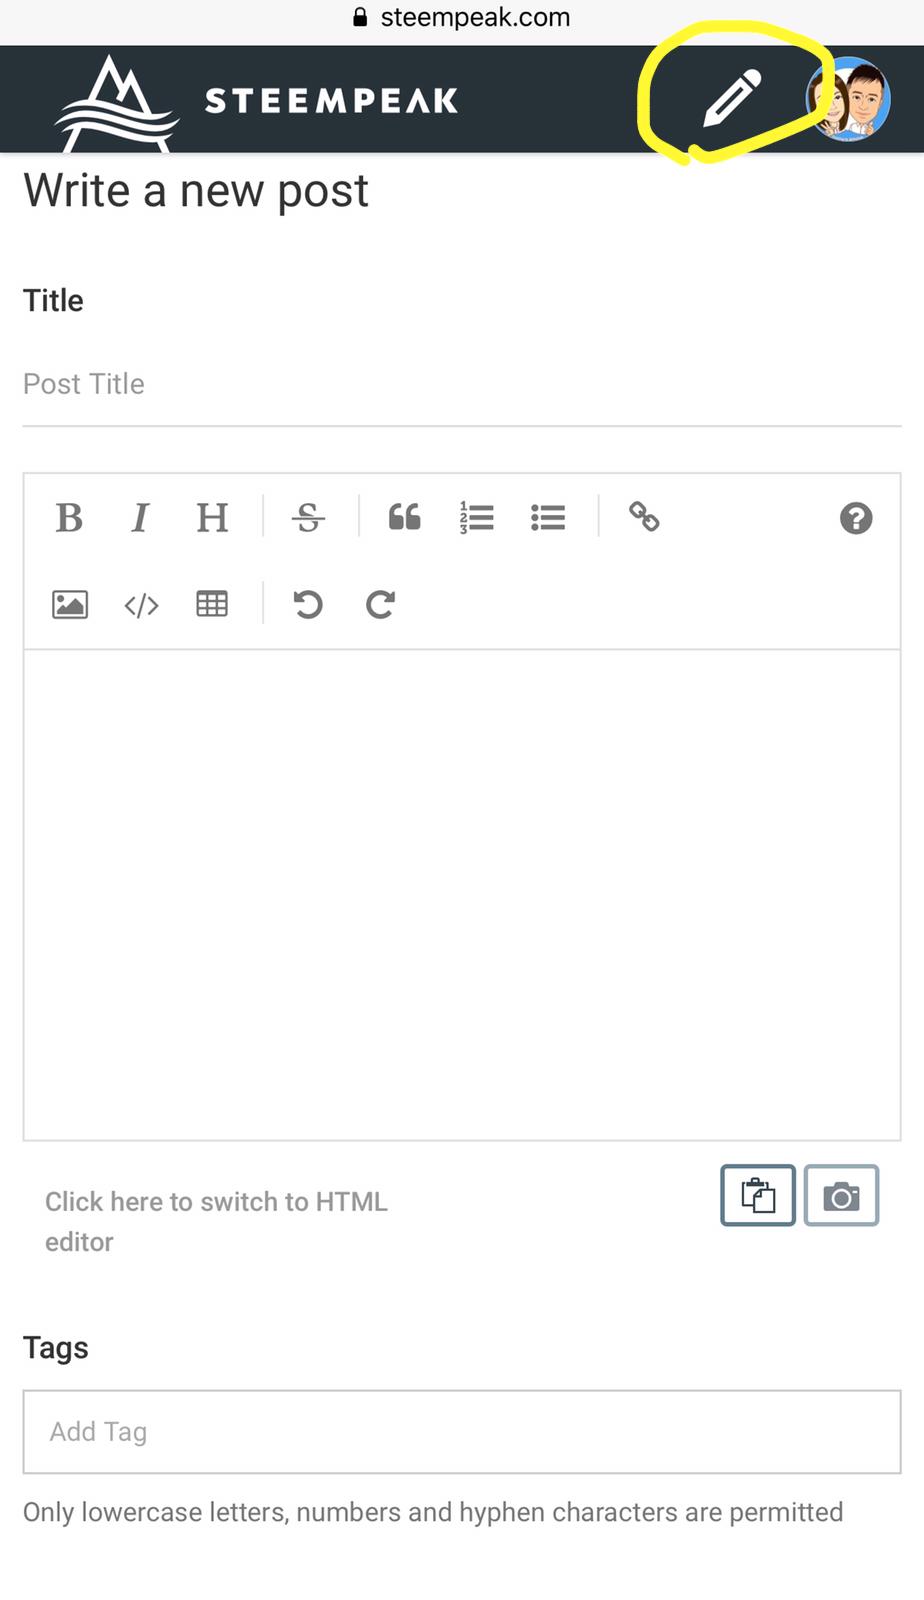 steempeak.com
STEEMPEAK
Write a new post
Title
Post Title
B I H S
Click here to switch to HTML
editor
Tags
Add Tag
Only lowercase letters, numbers and hyphen characters are permitted